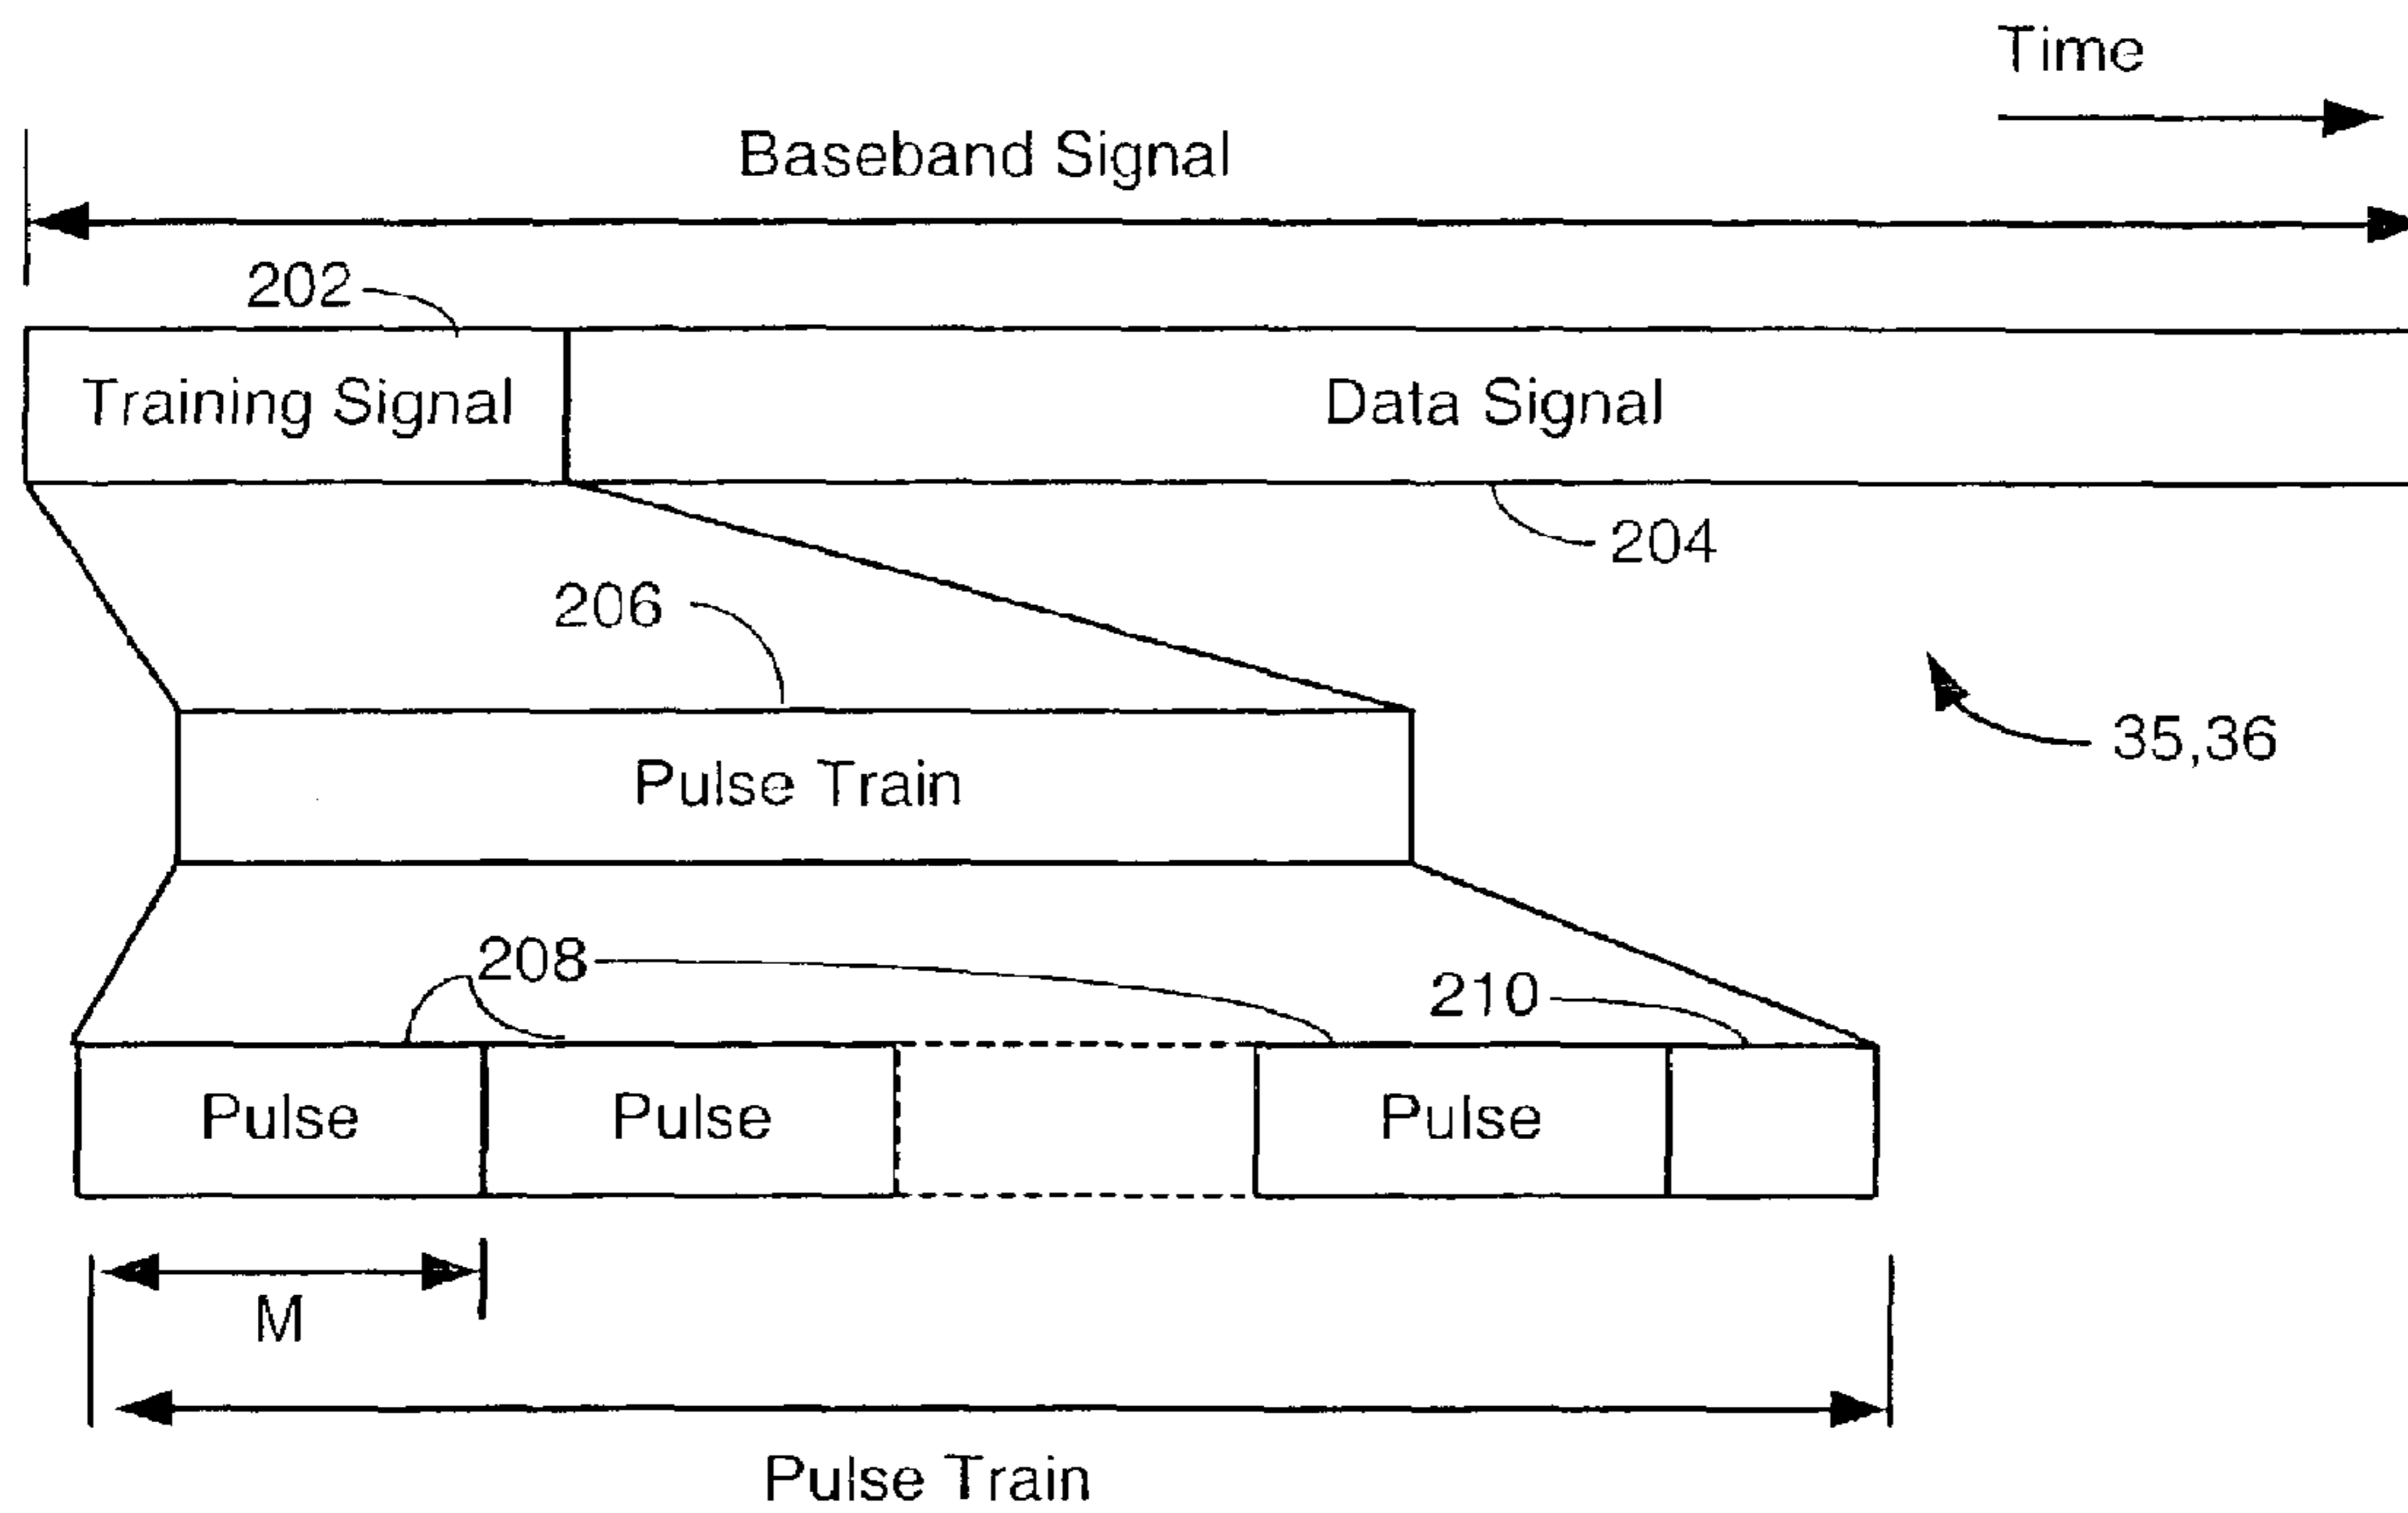 Time
Baseband Signal
202
Training Signal
Data Signal
204
206
35,36
Pulse Train
208
210
Pulse
Pulse
Pulse
M
Pulse Train